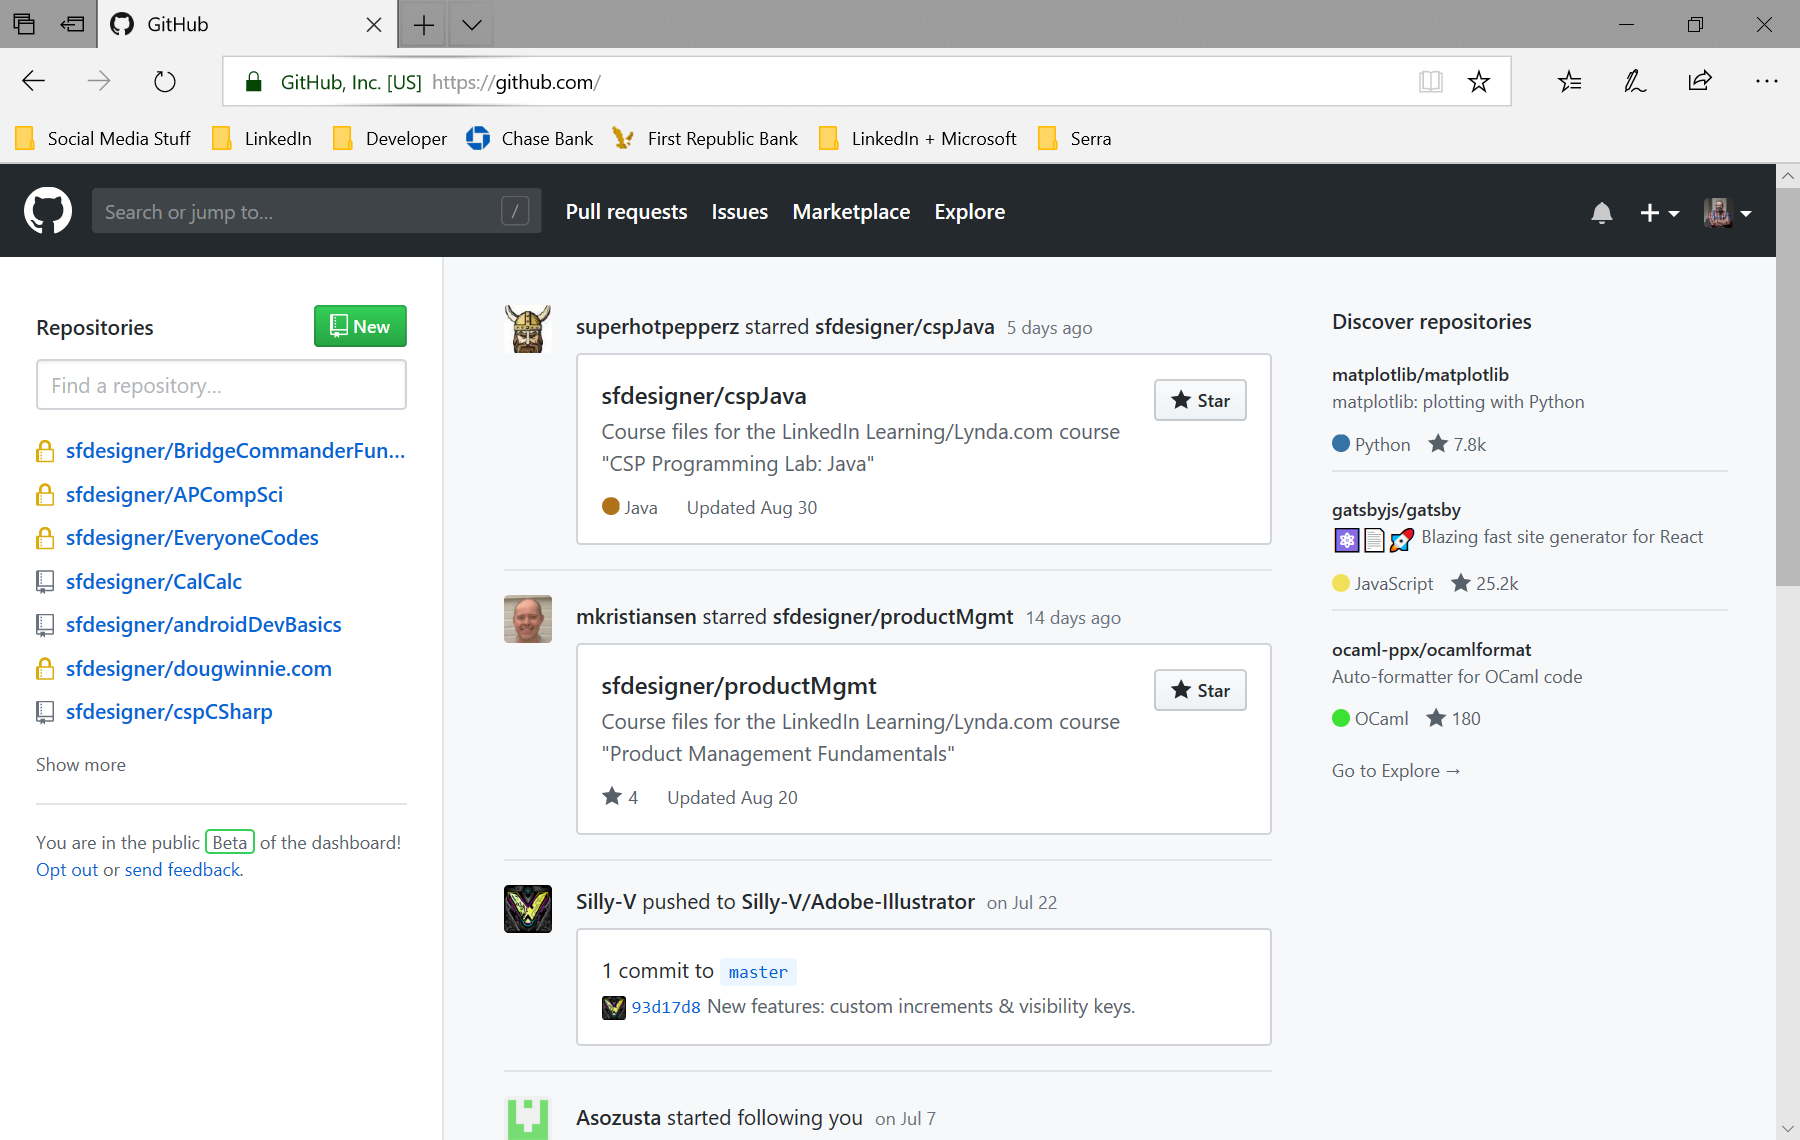 GitHub
GitHub, Inc. [US] https://github.com/
Social Media Stuff LinkedIn Developer Chase Bank First Republic Bank LinkedIn + Microsoft Serra
Search or jump to... / Pull requests Issues Marketplace Explore
Repositories New
Find a repository...
sfdesigner/BridgeCommanderFun...
sfdesigner/APCompSci
sfdesigner/EveryoneCodes
sfdesigner/CalCalc
sfdesigner/androidDevBasics
sfdesigner/dougwinnie.com
sfdesigner/cspCSharp
Show more
You are in the public Beta of the dashboard!
Opt out or send feedback.
superhotpepperz starred sfdesigner/cspJava 5 days ago
sfdesigner/cspJava Star
Course files for the LinkedIn Learning/Lynda.com course
"CSP Programming Lab: Java"
Java Updated Aug 30
mkristiansen starred sfdesigner/productMgmt 14 days ago
sfdesigner/productMgmt Star
Course files for the LinkedIn Learning/Lynda.com course
"Product Management Fundamentals"
4 Updated Aug 20
Silly-V pushed to Silly-V/Adobe-Illustrator on Jul 22
1 commit to master
93d17d8 New features: custom increments & visibility keys.
Asozusta started following you on Jul 7
Discover repositories
matplotlib/matplotlib
matplotlib: plotting with Python
Python 7.8k
gatsbyjs/gatsby
Blazing fast site generator for React
JavaScript 25.2k
ocaml-ppx/ocamlformat
Auto-formatter for OCaml code
OCaml 180
Go to Explore →